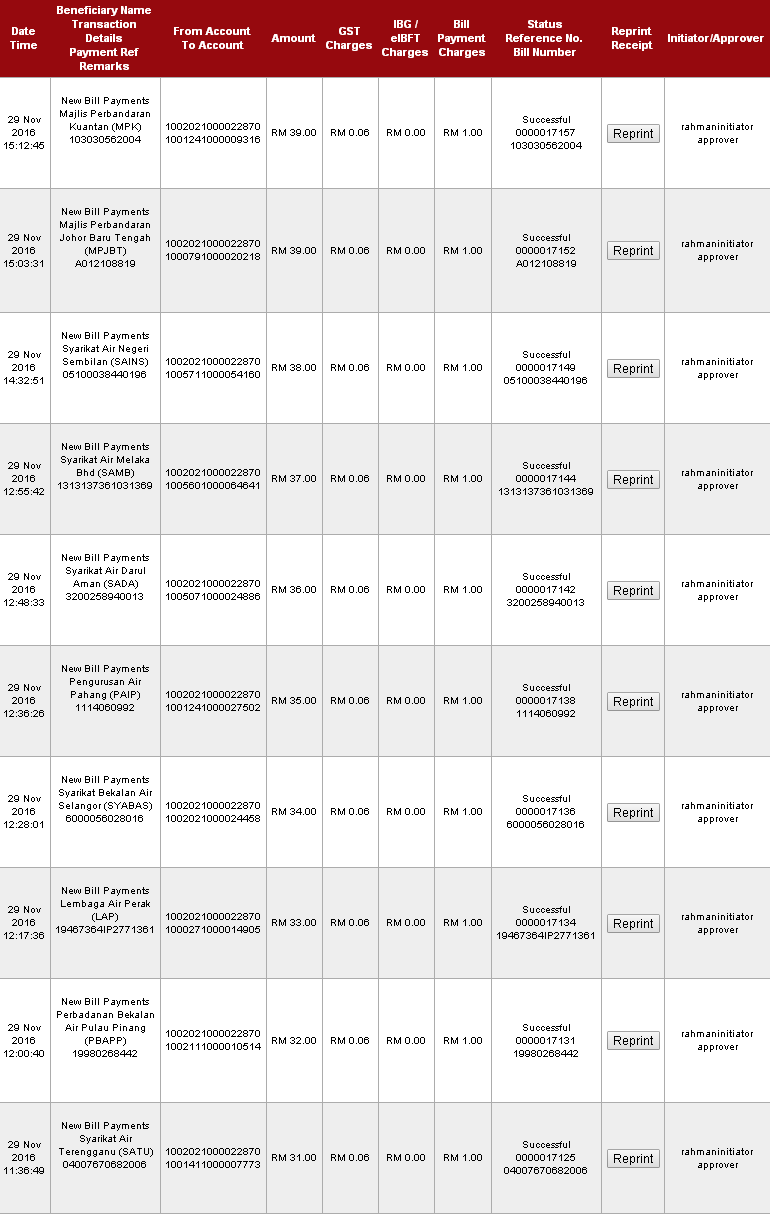 Date
Time
Beneficiary Name
Transaction
Details
Payment Ref
Remarks
From Account
To Account
Amount
GST
Charges
IBG /
eIBFT
Charges
Bill
Payment
Charges
Status
Reference No.
Bill Number
Reprint
Receipt
Initiator/Approver
29 Nov
2016
15:12:45
New Bill Payments
Majlis Perbandaran
Kuantan (MPK)
103030562004
1002021000022870
1001241000009316
RM 39.00
RM 0.06
RM 0.00
RM 1.00
Successful
0000017157
103030562004
Reprint
rahmaninitiator
approver
29 Nov
2016
15:03:31
New Bill Payments
Majlis Perbandaran
Johor Baru Tengah
(MPJBT)
A012108819
1002021000022870
1000791000020218
RM 39.00
RM 0.06
RM 0.00
RM 1.00
Successful
0000017152
A012108819
Reprint
rahmaninitiator
approver
29 Nov
2016
14:32:51
New Bill Payments
Syarikat Air Negeri
Sembilan (SAINS)
05100038440196
1002021000022870
1005711000054160
RM 38.00
RM 0.06
RM 0.00
RM 1.00
Successful
0000017149
05100038440196
Reprint
rahmaninitiator
approver
29 Nov
2016
12:55:42
New Bill Payments
Syarikat Air Melaka
Bhd (SAMB)
1313137361031369
1002021000022870
1005601000064641
RM 37.00
RM 0.06
RM 0.00
RM 1.00
Successful
0000017144
1313137361031369
Reprint
rahmaninitiator
approver
29 Nov
2016
12:48:33
New Bill Payments
Syarikat Air Darul
Aman (SADA)
3200258940013
1002021000022870
1005071000024886
RM 36.00
RM 0.06
RM 0.00
RM 1.00
Successful
0000017142
3200258940013
Reprint
rahmaninitiator
approver
29 Nov
2016
12:36:26
New Bill Payments
Pengurusan Air
Pahang (PAIP)
1114060992
1002021000022870
1001241000027502
RM 35.00
RM 0.06
RM 0.00
RM 1.00
Successful
0000017138
1114060992
Reprint
rahmaninitiator
approver
29 Nov
2016
12:28:01
New Bill Payments
Syarikat Bekalan Air
Selangor (SYABAS)
6000056028016
1002021000022870
1002021000024458
RM 34.00
RM 0.06
RM 0.00
RM 1.00
Successful
0000017136
6000056028016
Reprint
rahmaninitiator
approver
29 Nov
2016
12:17:36
New Bill Payments
Lembaga Air Perak
(LAP)
19467364IP2771361
1002021000022870
1000271000014905
RM 33.00
RM 0.06
RM 0.00
RM 1.00
Successful
0000017134
19467364IP2771361
Reprint
rahmaninitiator
approver
29 Nov
2016
12:00:40
New Bill Payments
Perbadanan Bekalan
Air Pulau Pinang
(PBAPP)
19980268442
1002021000022870
1002111000010514
RM 32.00
RM 0.06
RM 0.00
RM 1.00
Successful
0000017131
19980268442
Reprint
rahmaninitiator
approver
29 Nov
2016
11:36:49
New Bill Payments
Syarikat Air
Terengganu (SATU)
04007670682006
1002021000022870
1001411000007773
RM 31.00
RM 0.06
RM 0.00
RM 1.00
Successful
0000017125
04007670682006
Reprint
rahmaninitiator
approver